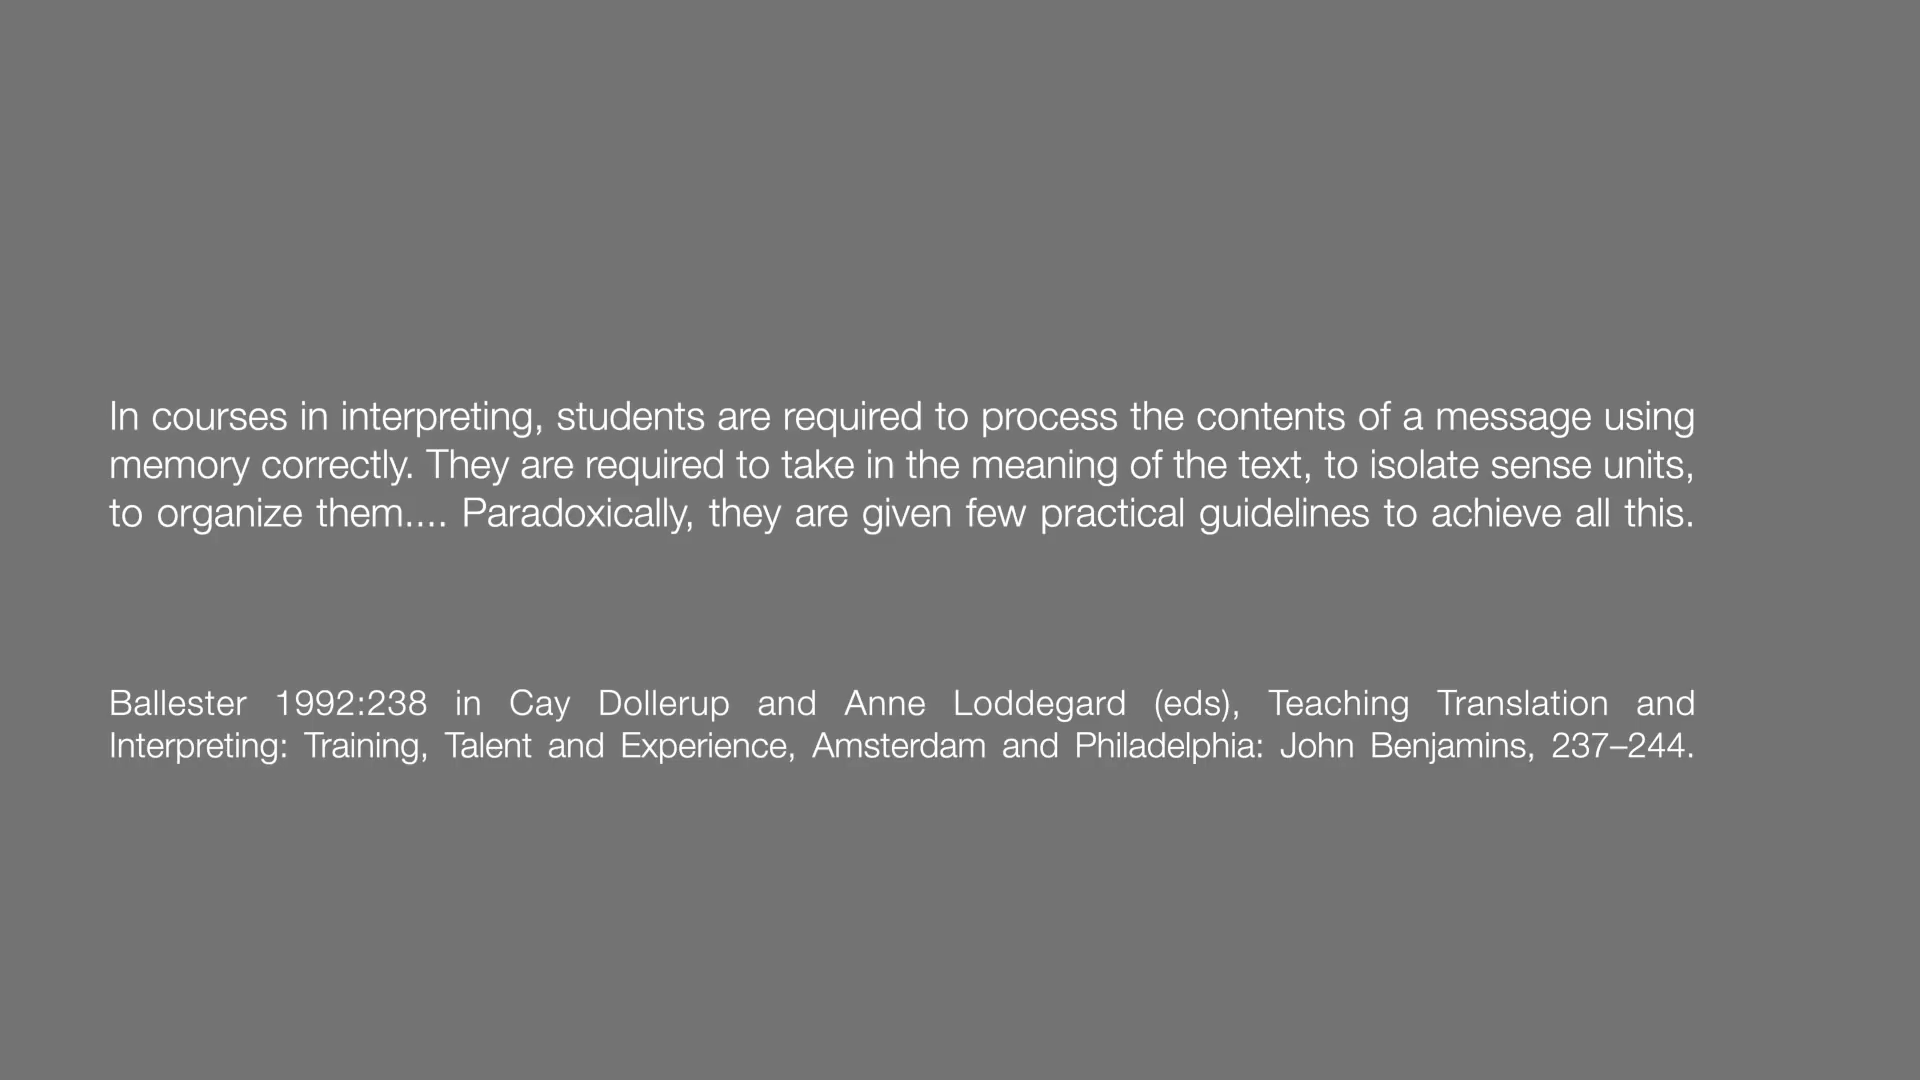 In courses in interpreting, students are required to process the contents of a message using
memory correctly. They are required to take in the meaning of the text, to isolate sense units,
to organize them.... Paradoxically, they are given few practical guidelines to achieve all this.
Ballester 1992:238 in Cay Dollerup and Anne Loddegard (eds), Teaching Translation and
Interpreting: Training, Talent and Experience, Amsterdam and Philadelphia: John Benjamins, 237–244.